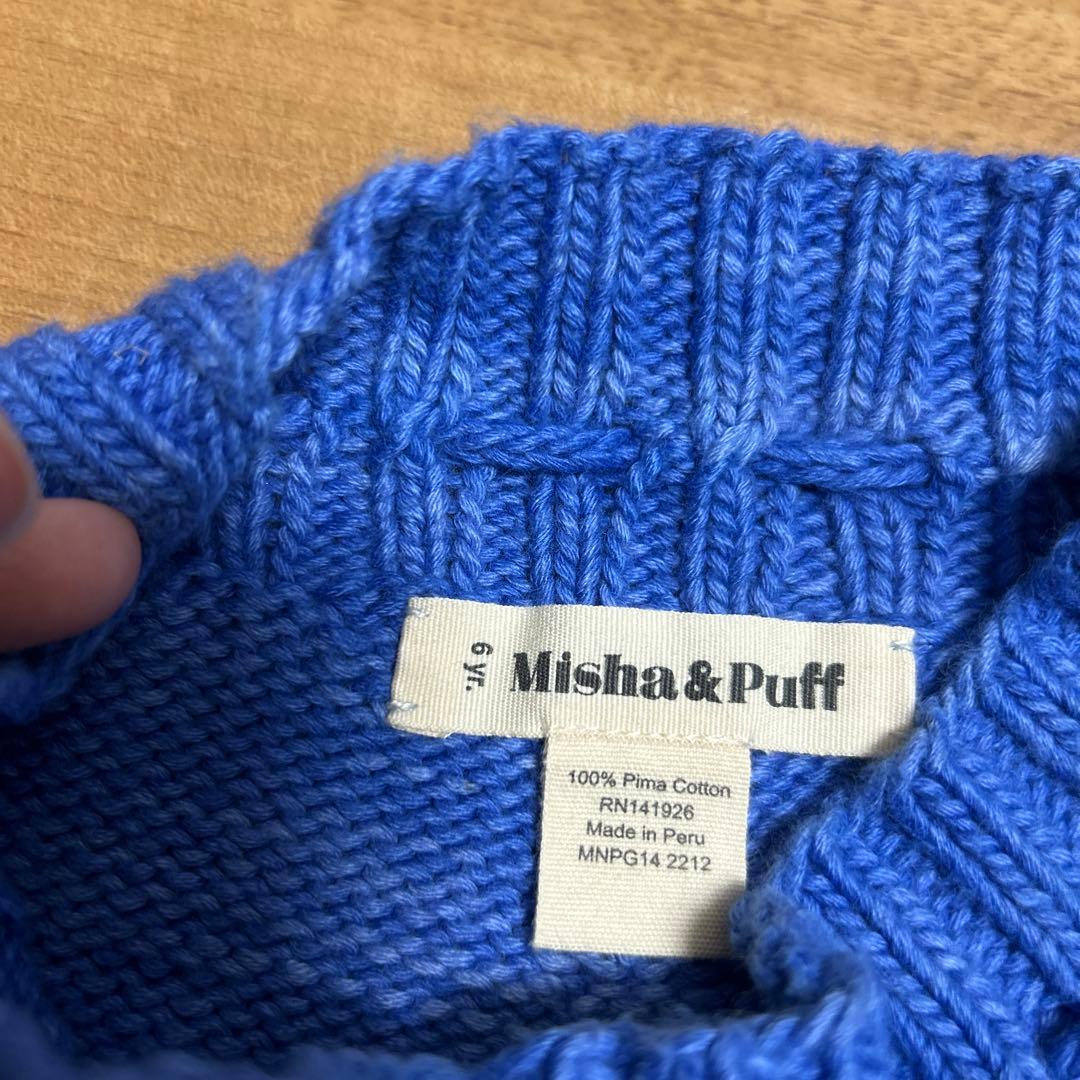 6 yr.
Misha&Puff
100% Pima Cotton
RN141926
Made in Peru
MNPG14 2212